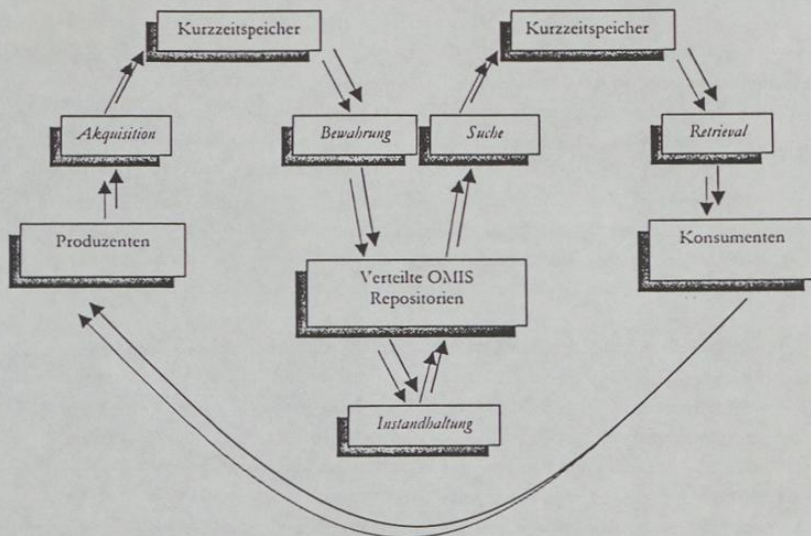 Kurzzeitspeicher
Kurzzeitspeicher
Akquisition
Bewahrung
Suche
Retrieval
Produzenten
Konsumenten
Verteilte OMIS
Repositorien
Instandhaltung